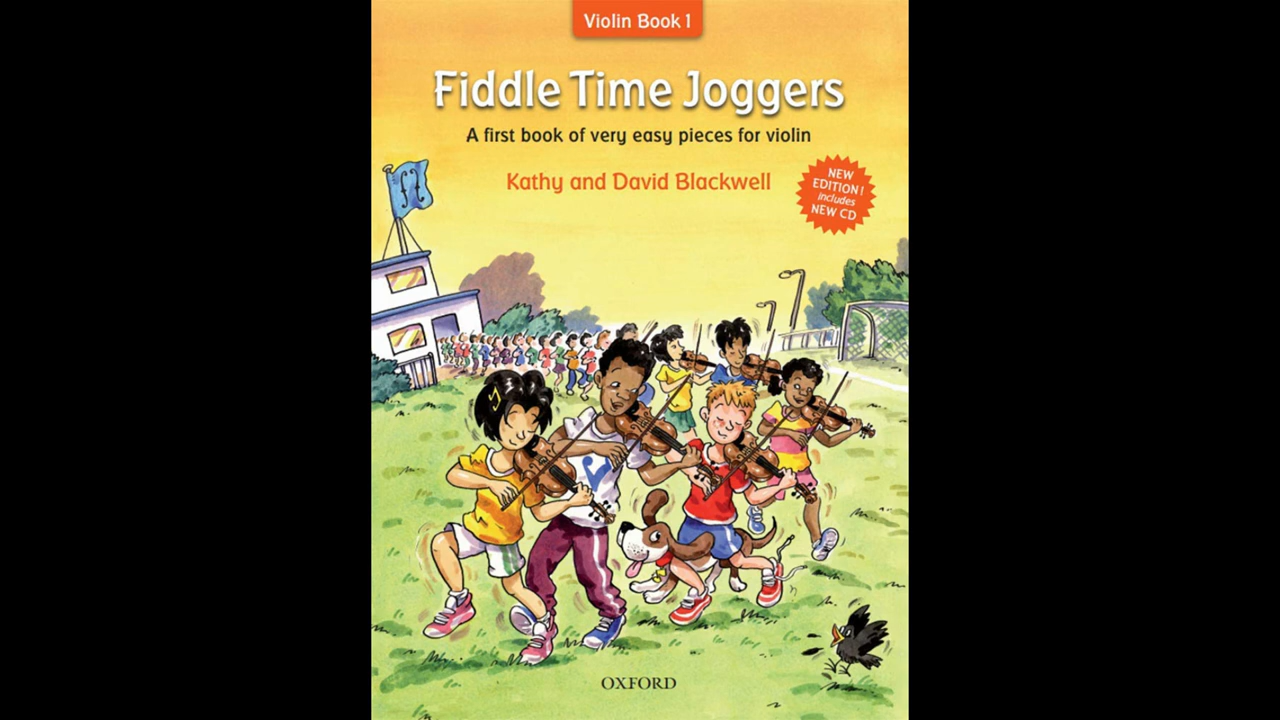 Violin Book 1
Fiddle Time Joggers
A first book of very easy pieces for violin
Kathy and David Blackwell
NEW
EDITION!
includes
NEW CD
OXFORD